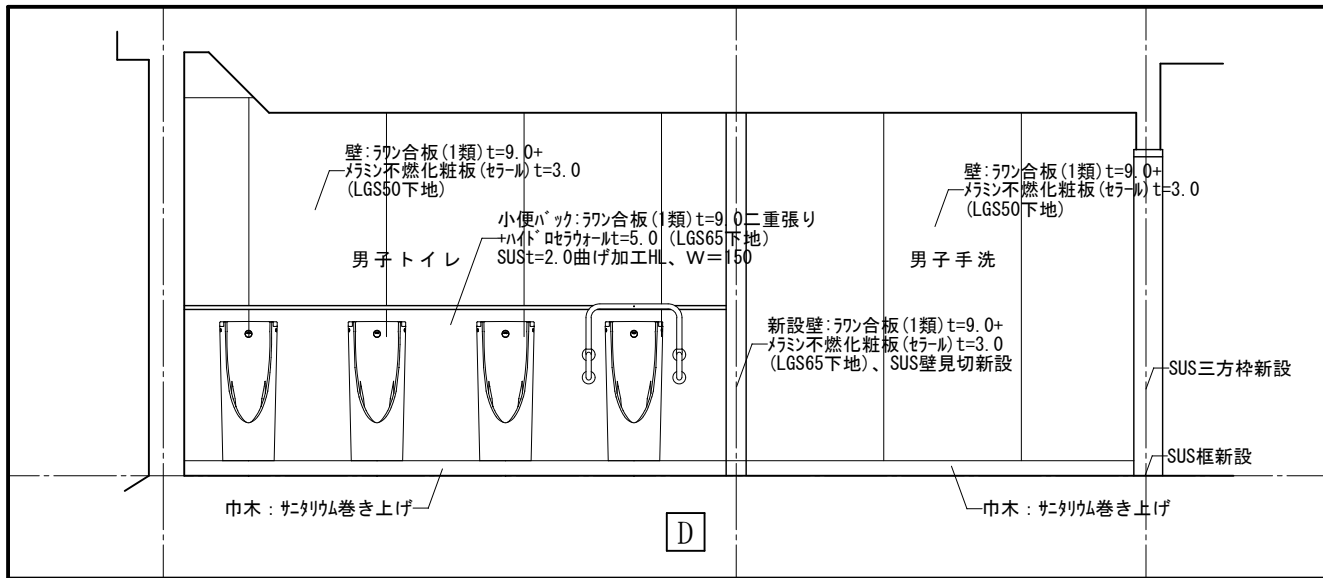 壁:ﾗﾜﾝ合板(1類)t=9.0+
ﾒﾗﾐﾝ不燃化粧板(ｾﾗｰﾙ)t=3.0
(LGS50下地)
小便ﾊﾞｯｸ:ﾗﾜﾝ合板(1類)t=9.0二重張り
+ﾊｲﾄﾞﾛｾﾗｳｫｰﾙt=5.0 (LGS65下地)
SUSt=2.0曲げ加工HL、W=150
男子トイレ
壁:ﾗﾜﾝ合板(1類)t=9.0+
ﾒﾗﾐﾝ不燃化粧板(ｾﾗｰﾙ)t=3.0
(LGS50下地)
男子手洗
新設壁:ﾗﾜﾝ合板(1類)t=9.0+
ﾒﾗﾐﾝ不燃化粧板(ｾﾗｰﾙ)t=3.0
(LGS65下地)、SUS壁見切新設
SUS三方枠新設
SUS框新設
巾木：ｻﾆﾀﾘｳﾑ巻き上げ
巾木：ｻﾆﾀﾘｳﾑ巻き上げ
D